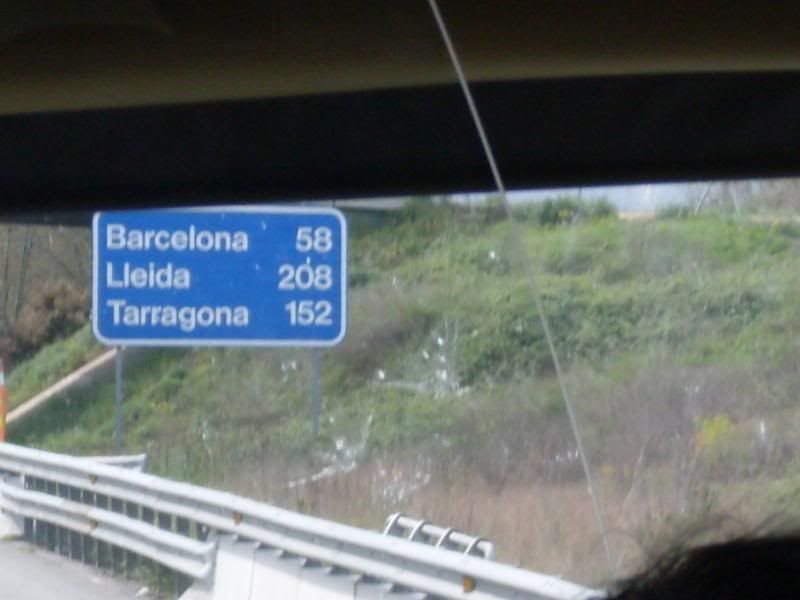 Barcelona 58
Lleida 208
Tarragona 152